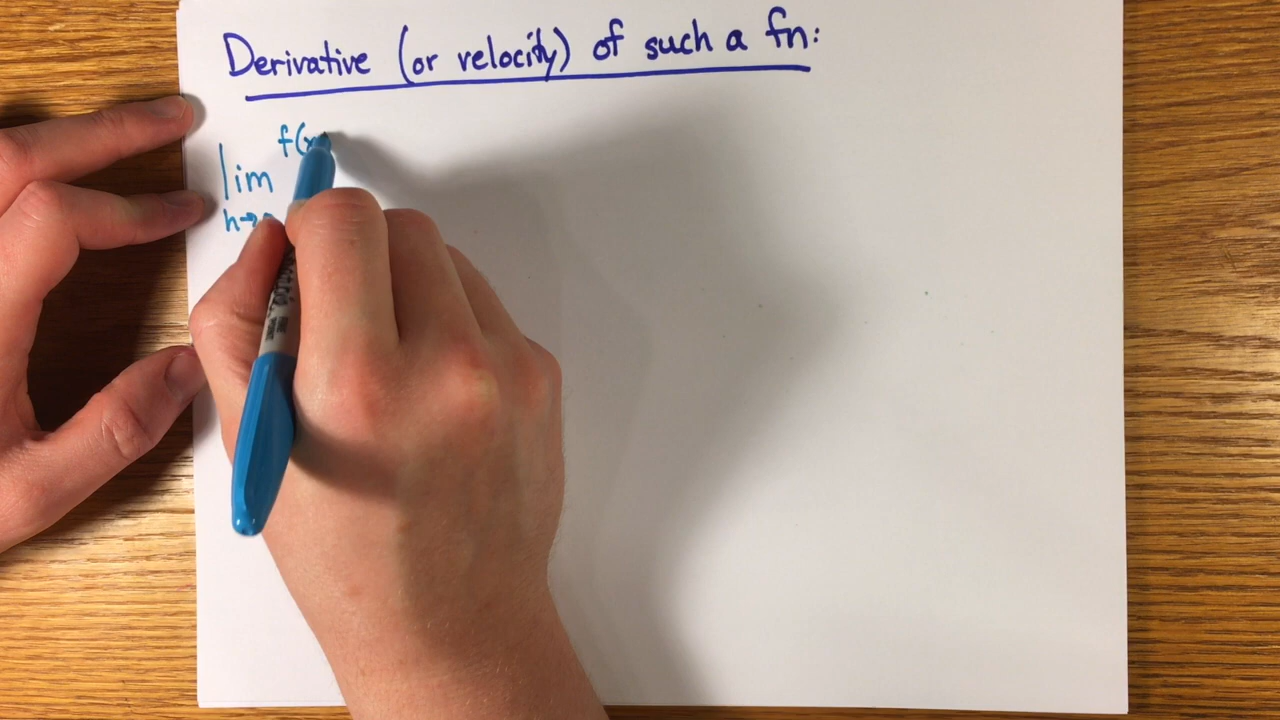 Derivative (or velocity) of such a fn:
f(x
lim
h→